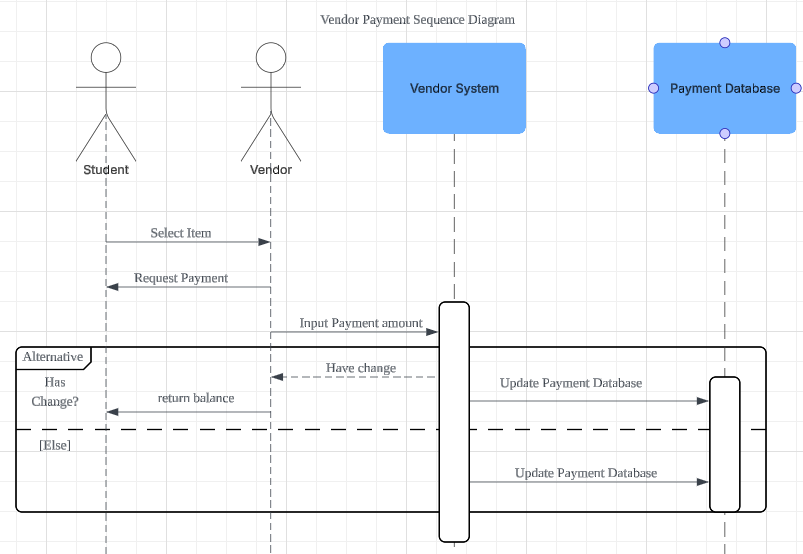 Vendor Payment Sequence Diagram
Vendor System
Payment Database
Student
Vendor
Select Item
Request Payment
Input Payment amount
Alternative
Has
Change?
Have change
Update Payment Database
return balance
[Else]
Update Payment Database